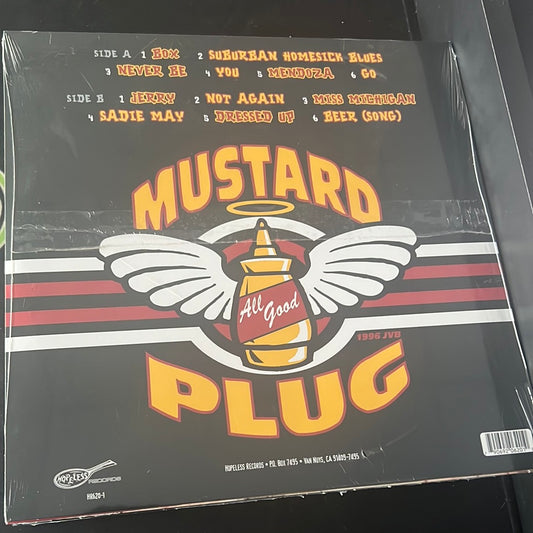 SIDE A 1 BOX 2 SUBURBAN HOMESICK BLUES
3 NEVER BE 4 YOU 5 MENDOZA 6 GO
SIDE B 1 JERRY 2 NOT AGAIN 3 MISS MICHIGAN
4 SADIE MAY 5 DRESSED UP 6 BEER (SONG)
MUSTARD
All Good
1996 JVB
PLUG
HOPELESS RECORDS
HOPELESS RECORDS • P.O. BOX 7495 • VAN NUYS, CA 91409-7495
HR620-1